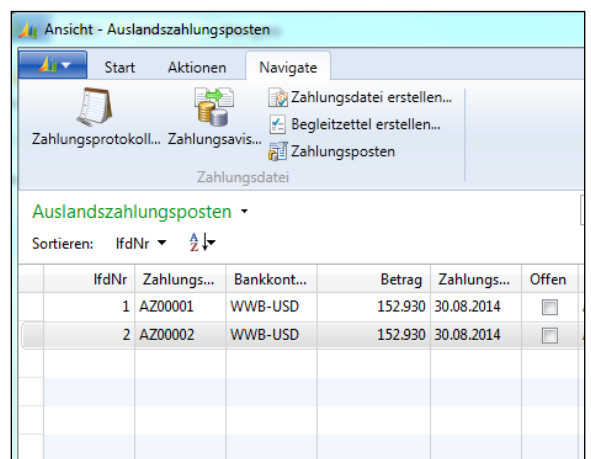 Ansicht - Auslandszahlungsposten
Start Aktionen Navigate
Zahlungsprotokoll... Zahlungsavis...
Zahlungsdatei erstellen...
Begleitzettel erstellen...
Zahlungsposten
Zahlungsdatei
Auslandszahlungsposten
Sortieren: lfdNr
lfdNr Zahlungs... Bankkont... Betrag Zahlungs... Offen
1 AZ00001 WWB-USD 152.930 30.08.2014
2 AZ00002 WWB-USD 152.930 30.08.2014